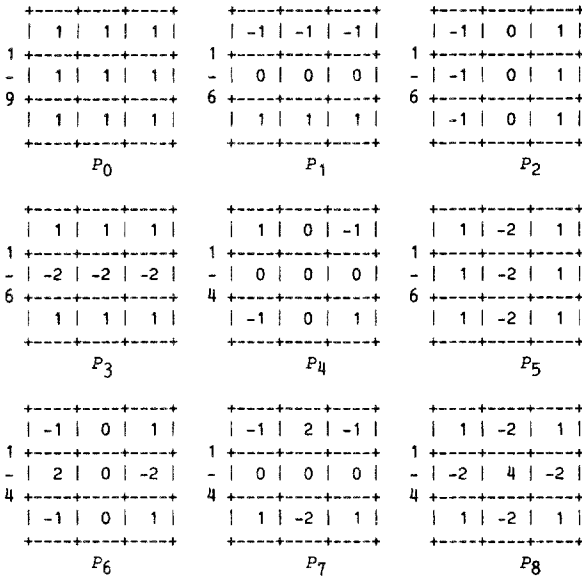 +----+----+----+ +----+----+----+ +----+----+----+
| 1 | 1 | 1 | | -1 | -1 | -1 | | -1 | 0 | 1 |
1 +----+----+----+ 1 +----+----+----+ 1 +----+----+----+
- | 1 | 1 | 1 | - | 0 | 0 | 0 | - | -1 | 0 | 1 |
9 +----+----+----+ 6 +----+----+----+ 6 +----+----+----+
| 1 | 1 | 1 | | 1 | 1 | 1 | | -1 | 0 | 1 |
+----+----+----+ +----+----+----+ +----+----+----+
P0 P1 P2
+----+----+----+ +----+----+----+ +----+----+----+
| 1 | 1 | 1 | | 1 | 0 | -1 | | 1 | -2 | 1 |
1 +----+----+----+ 1 +----+----+----+ 1 +----+----+----+
- | -2 | -2 | -2 | - | 0 | 0 | 0 | - | 1 | -2 | 1 |
6 +----+----+----+ 4 +----+----+----+ 6 +----+----+----+
| 1 | 1 | 1 | | -1 | 0 | 1 | | 1 | -2 | 1 |
+----+----+----+ +----+----+----+ +----+----+----+
P3 P4 P5
+----+----+----+ +----+----+----+ +----+----+----+
| -1 | 0 | 1 | | -1 | 2 | -1 | | 1 | -2 | 1 |
1 +----+----+----+ 1 +----+----+----+ 1 +----+----+----+
- | 2 | 0 | -2 | - | 0 | 0 | 0 | - | -2 | 4 | -2 |
4 +----+----+----+ 4 +----+----+----+ 4 +----+----+----+
| -1 | 0 | 1 | | 1 | -2 | 1 | | 1 | -2 | 1 |
+----+----+----+ +----+----+----+ +----+----+----+
P6 P7 P8